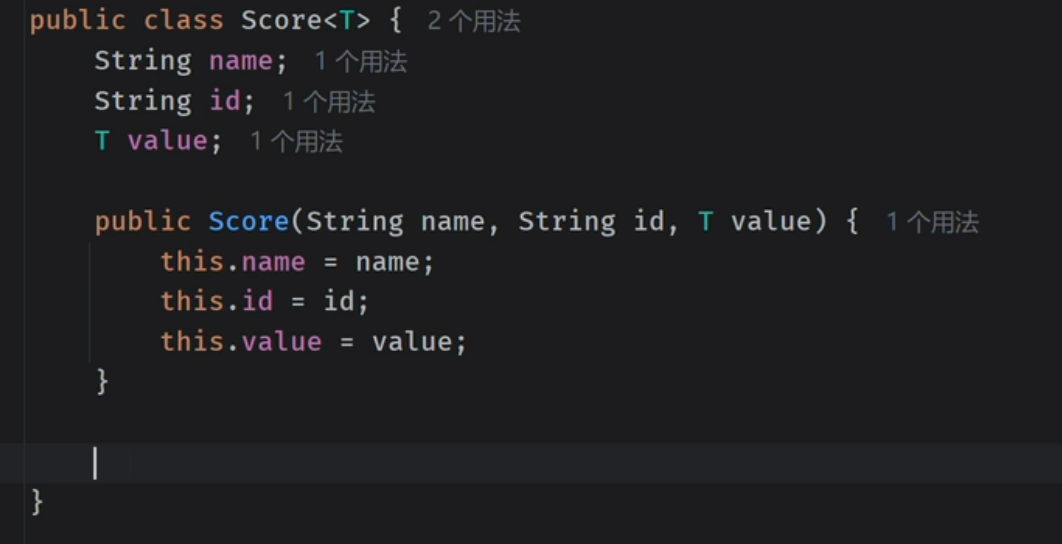 public class Score<T> { 2 个用法
String name; 1 个用法
String id; 1 个用法
T value; 1 个用法
public Score(String name, String id, T value) { 1 个用法
this.name = name;
this.id = id;
this.value = value;
}
}